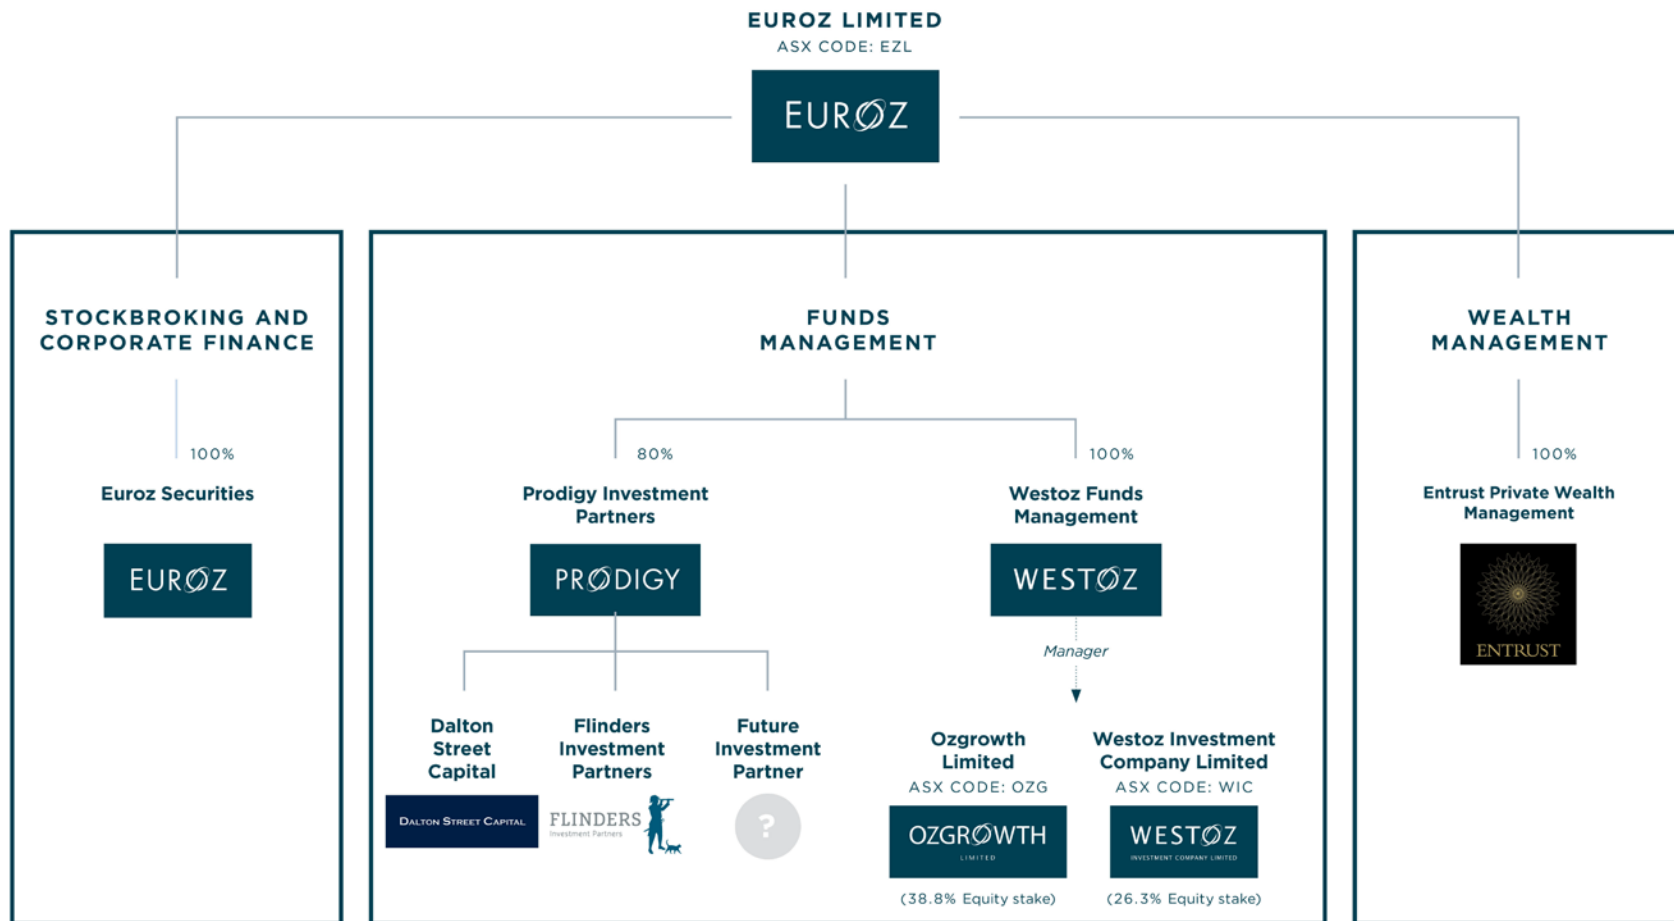 EUROZ LIMITED
ASX CODE: EZL
EUROZ
STOCKBROKING AND
CORPORATE FINANCE
100%
Euroz Securities
EUROZ
FUNDS
MANAGEMENT
80%
Prodigy Investment
Partners
PRODIGY
Dalton
Street
Capital
DALTON STREET CAPITAL
Flinders
Investment
Partners
FLINDERS
Investment Partners
Future
Investment
Partner
?
100%
Westoz Funds
Management
WESTOZ
Manager
Ozgrowth
Limited
ASX CODE: OZG
OZGROWTH
LIMITED
(38.8% Equity stake)
Westoz Investment
Company Limited
ASX CODE: WIC
WESTOZ
INVESTMENT COMPANY LIMITED
(26.3% Equity stake)
WEALTH
MANAGEMENT
100%
Entrust Private Wealth
Management
ENTRUST